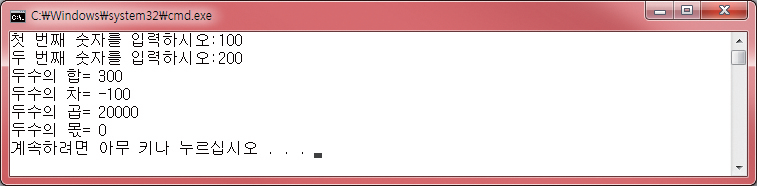 C:₩Windows₩system32₩cmd.exe
첫 번째 숫자를 입력하시오:100
두 번째 숫자를 입력하시오:200
두수의 합= 300
두수의 차= -100
두수의 곱= 20000
두수의 몫= 0
계속하려면 아무 키나 누르십시오 . . .